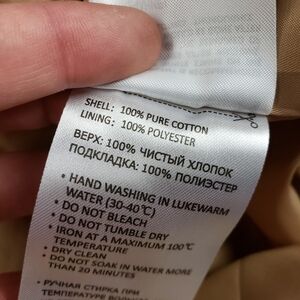 SHELL: 100% PURE COTTON
LINING: 100% POLYESTER
ВЕРХ: 100% ЧИСТЫЙ ХЛОПОК
ПОДКЛАДКА: 100% ПОЛИЭСТЕР
• HAND WASHING IN LUKEWARM
WATER (30-40℃)
• DO NOT BLEACH
• DO NOT TUMBLE DRY
• IRON AT A MAXIMUM 100℃
TEMPERATURE
• DRY CLEAN
• DO NOT SOAK IN WATER MORE
THAN 20 MINUTES
• РУЧНАЯ СТИРКА ПРИ
ТЕМПЕРАТУРЕ